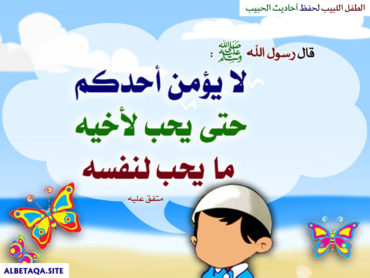 الطفل اللبيب لحفظ أحاديث الحبيب
قال رسول الله ﷺ :
لا يؤمن أحدكم
حتى يحب لأخيه
ما يحب لنفسه
متفق عليه
ALBETAQA.SITE